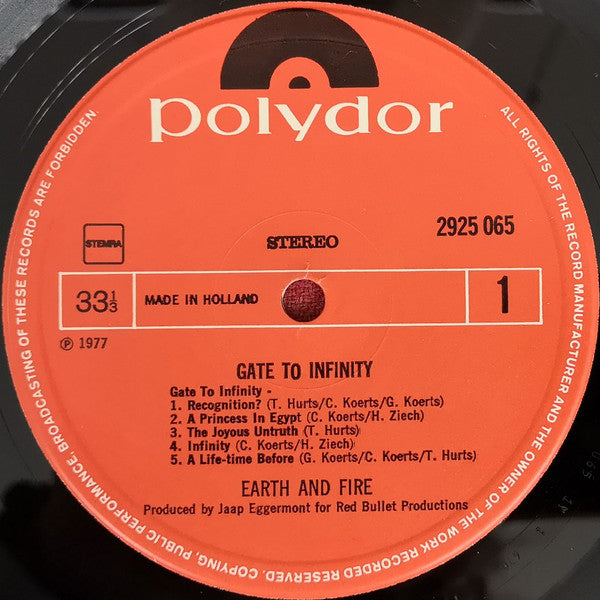 polydor
ALL RIGHTS OF THE RECORD MANUFACTURER AND THE OWNER OF THE WORK RECORDED RESERVED. COPYING, PUBLIC PERFORMANCE, BROADCASTING OF THESE RECORDS ARE FORBIDDEN.
STEMRA
STEREO
2925 065
33⅓
MADE IN HOLLAND
1
℗ 1977
GATE TO INFINITY
Gate To Infinity -
1. Recognition? (T. Hurts/C. Koerts/G. Koerts)
2. A Princess In Egypt (C. Koerts/H. Ziech)
3. The Joyous Untruth (T. Hurts)
4. Infinity (C. Koerts/H. Ziech)
5. A Life-time Before (G. Koerts/C. Koerts/T. Hurts)
EARTH AND FIRE
Produced by Jaap Eggermont for Red Bullet Productions